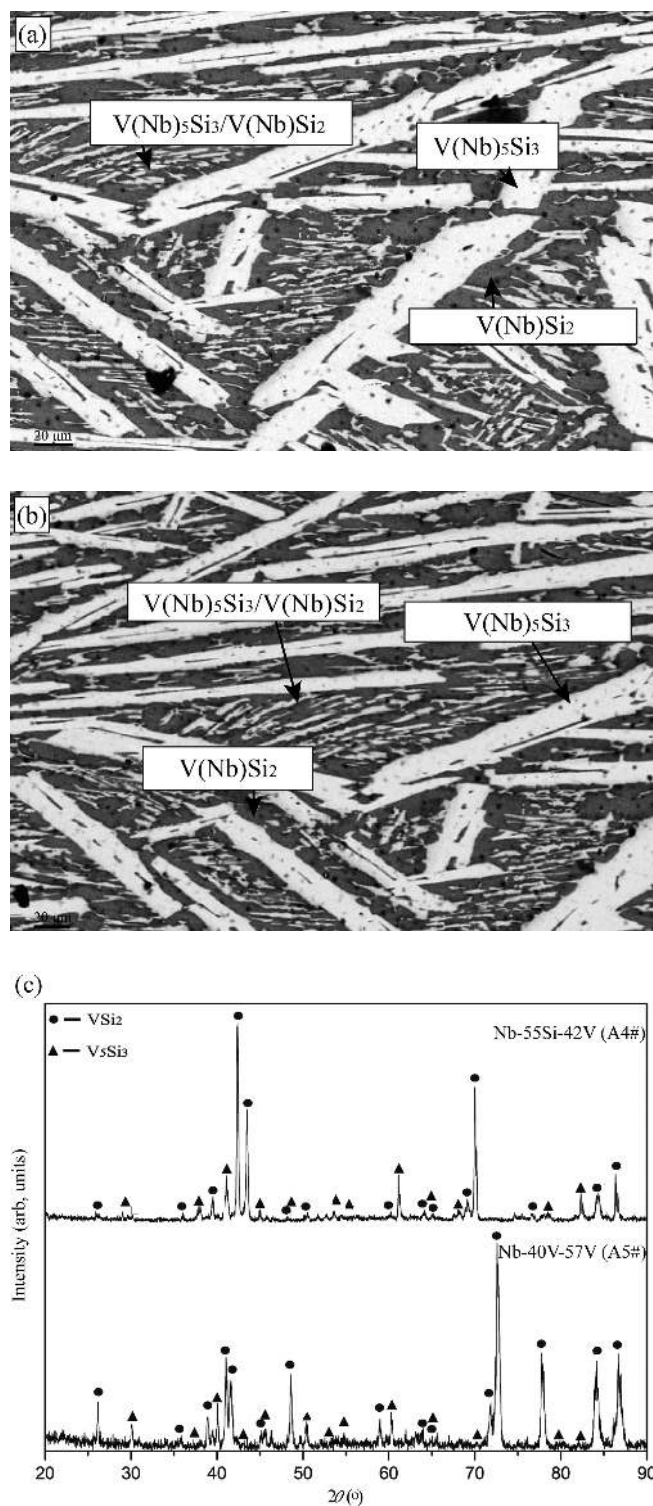 (a)
V(Nb)₅Si₃/V(Nb)Si₂
V(Nb)₅Si₃
V(Nb)Si₂
20 μm
(b)
V(Nb)₅Si₃/V(Nb)Si₂
V(Nb)₅Si₃
V(Nb)Si₂
20 μm
(c)
● — VSi₂
▲ — V₅Si₃
Nb-55Si-42V (A4#)
Nb-40V-57V (A5#)
Intensity (arb, units)
20 30 40 50 60 70 80 90
2θ (o)